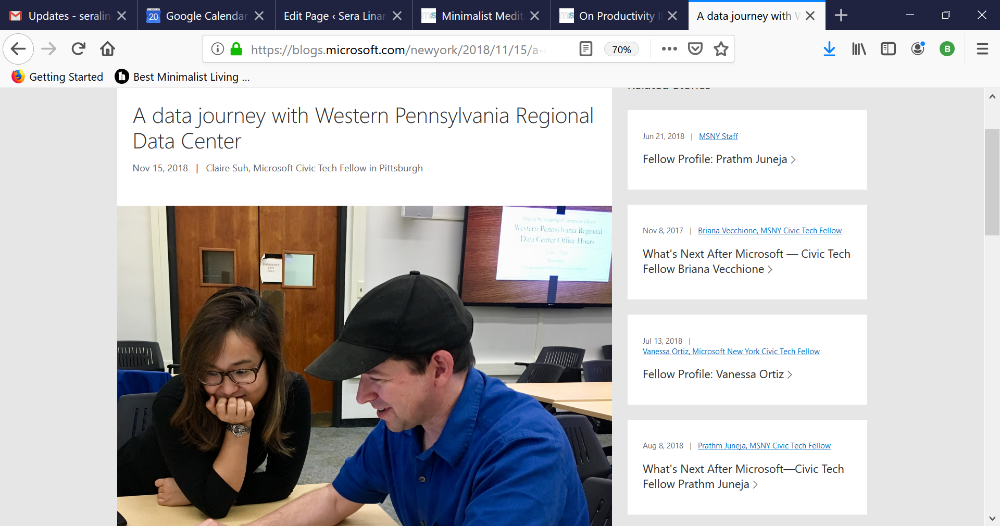 Updates - seralin
20
Google Calendar
Edit Page ‹ Sera Linar
ms
Minimalist Medit
ms
On Productivity I
A data journey with W
https://blogs.microsoft.com/newyork/2018/11/15/a-
70%
B
Getting Started
h
Best Minimalist Living ...
A data journey with Western Pennsylvania Regional
Data Center
Nov 15, 2018 | Claire Suh, Microsoft Civic Tech Fellow in Pittsburgh
EMERGENCY
EXIT
ONLY
Digital Scholarship Commons Hosts:
Western Pennsylvania Regional
Data Center Office Hours
Thursdays
Related Stories
Jun 21, 2018 | MSNY Staff
Fellow Profile: Prathm Juneja
Nov 8, 2017 | Briana Vecchione, MSNY Civic Tech Fellow
What's Next After Microsoft — Civic Tech
Fellow Briana Vecchione
Jul 13, 2018 |
Vanessa Ortiz, Microsoft New York Civic Tech Fellow
Fellow Profile: Vanessa Ortiz
Aug 8, 2018 | Prathm Juneja, MSNY Civic Tech Fellow
What's Next After Microsoft—Civic Tech
Fellow Prathm Juneja